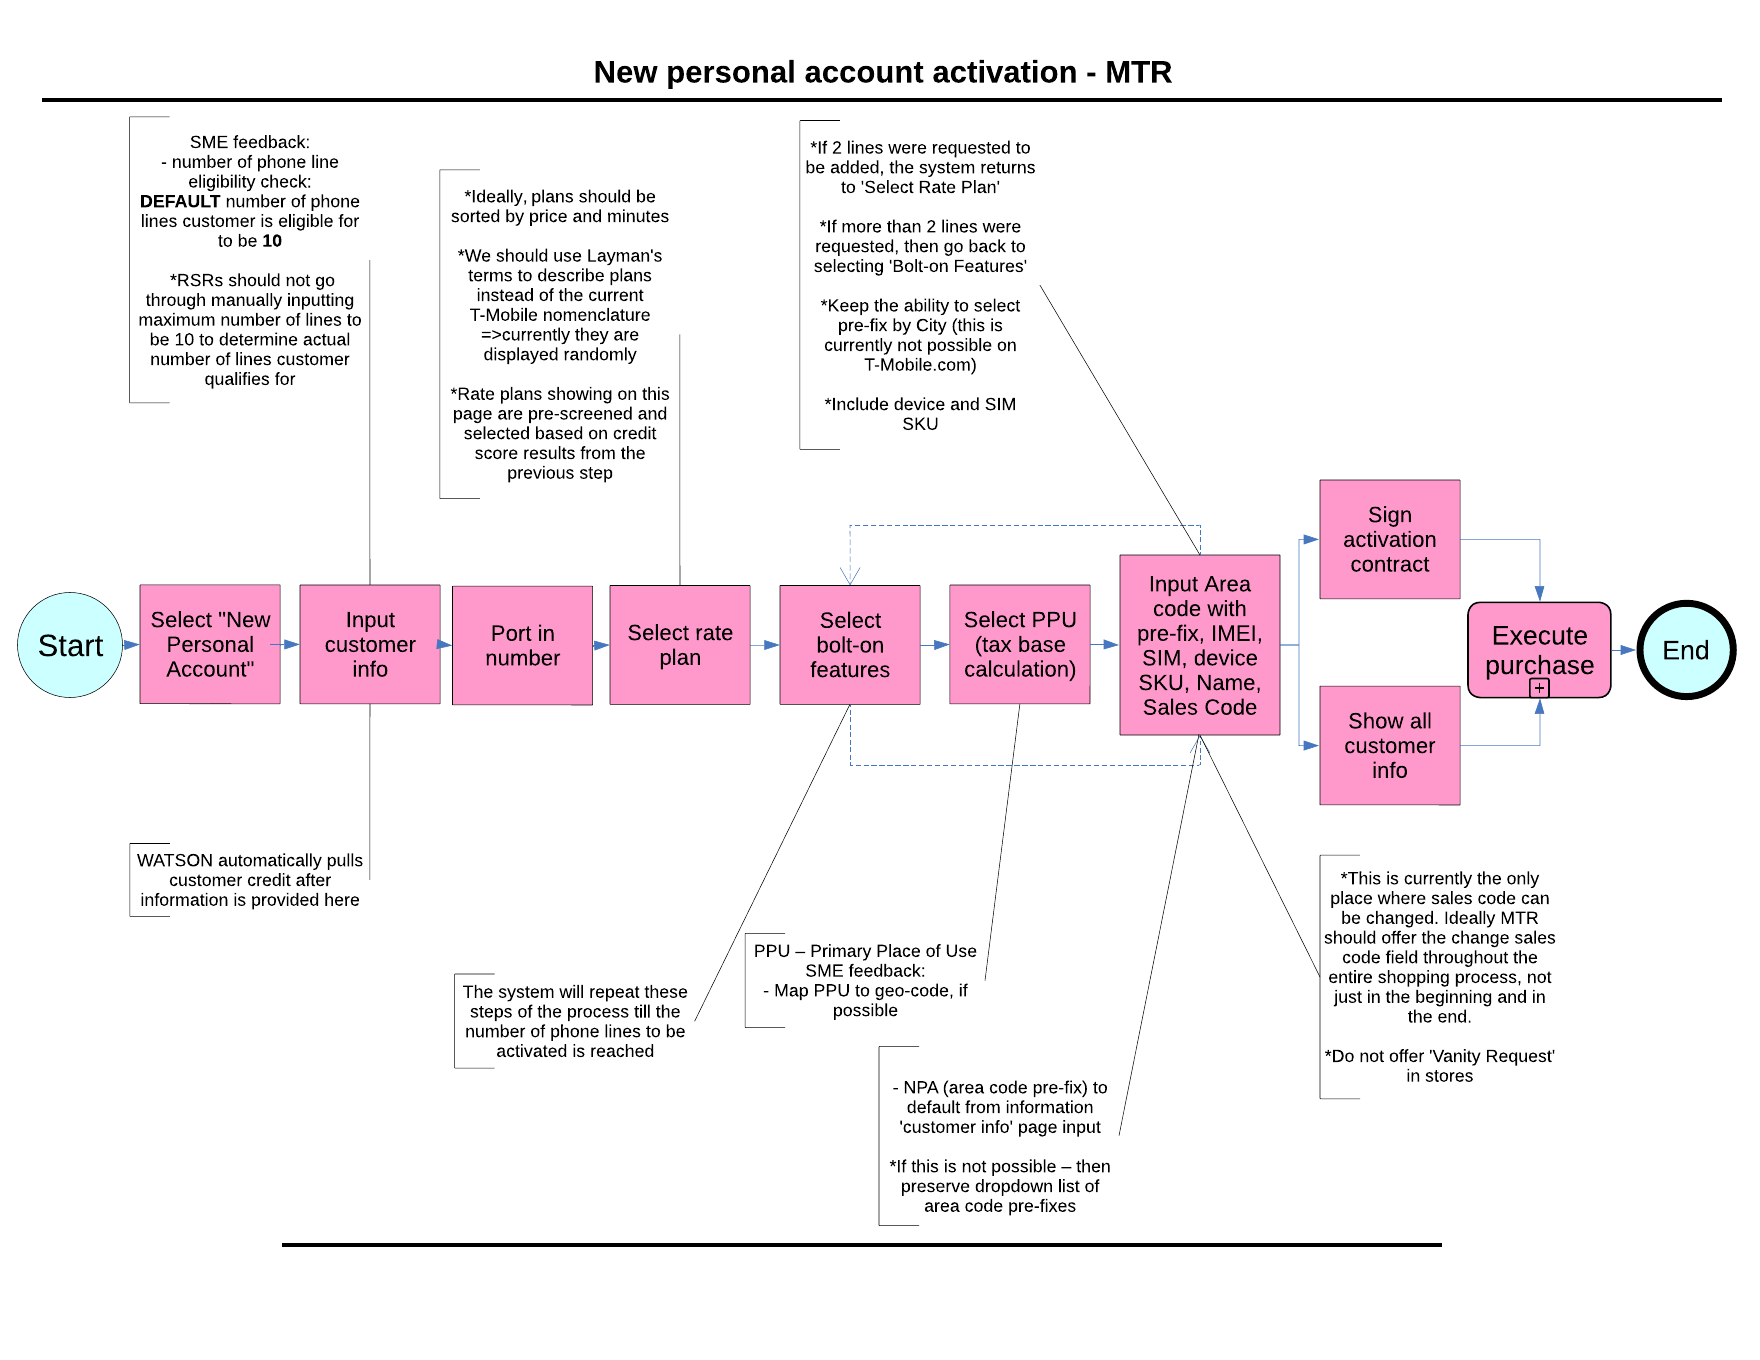 New personal account activation - MTR
SME feedback:
- number of phone line
eligibility check:
DEFAULT number of phone
lines customer is eligible for
to be 10
*RSRs should not go
through manually inputting
maximum number of lines to
be 10 to determine actual
number of lines customer
qualifies for
*Ideally, plans should be
sorted by price and minutes
*We should use Layman's
terms to describe plans
instead of the current
T-Mobile nomenclature
=>currently they are
displayed randomly
*Rate plans showing on this
page are pre-screened and
selected based on credit
score results from the
previous step
*If 2 lines were requested to
be added, the system returns
to 'Select Rate Plan'
*If more than 2 lines were
requested, then go back to
selecting 'Bolt-on Features'
*Keep the ability to select
pre-fix by City (this is
currently not possible on
T-Mobile.com)
*Include device and SIM
SKU
Start
Select "New
Personal
Account"
Input
customer
info
Port in
number
Select rate
plan
Select
bolt-on
features
Select PPU
(tax base
calculation)
Input Area
code with
pre-fix, IMEI,
SIM, device
SKU, Name,
Sales Code
Sign
activation
contract
Show all
customer
info
Execute
purchase
End
WATSON automatically pulls
customer credit after
information is provided here
The system will repeat these
steps of the process till the
number of phone lines to be
activated is reached
PPU – Primary Place of Use
SME feedback:
- Map PPU to geo-code, if
possible
- NPA (area code pre-fix) to
default from information
'customer info' page input
*If this is not possible – then
preserve dropdown list of
area code pre-fixes
*This is currently the only
place where sales code can
be changed. Ideally MTR
should offer the change sales
code field throughout the
entire shopping process, not
just in the beginning and in
the end.
*Do not offer 'Vanity Request'
in stores